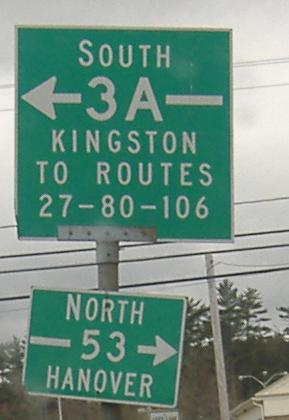 SOUTH
3A
KINGSTON
TO ROUTES
27-80-106
NORTH
53
HANOVER